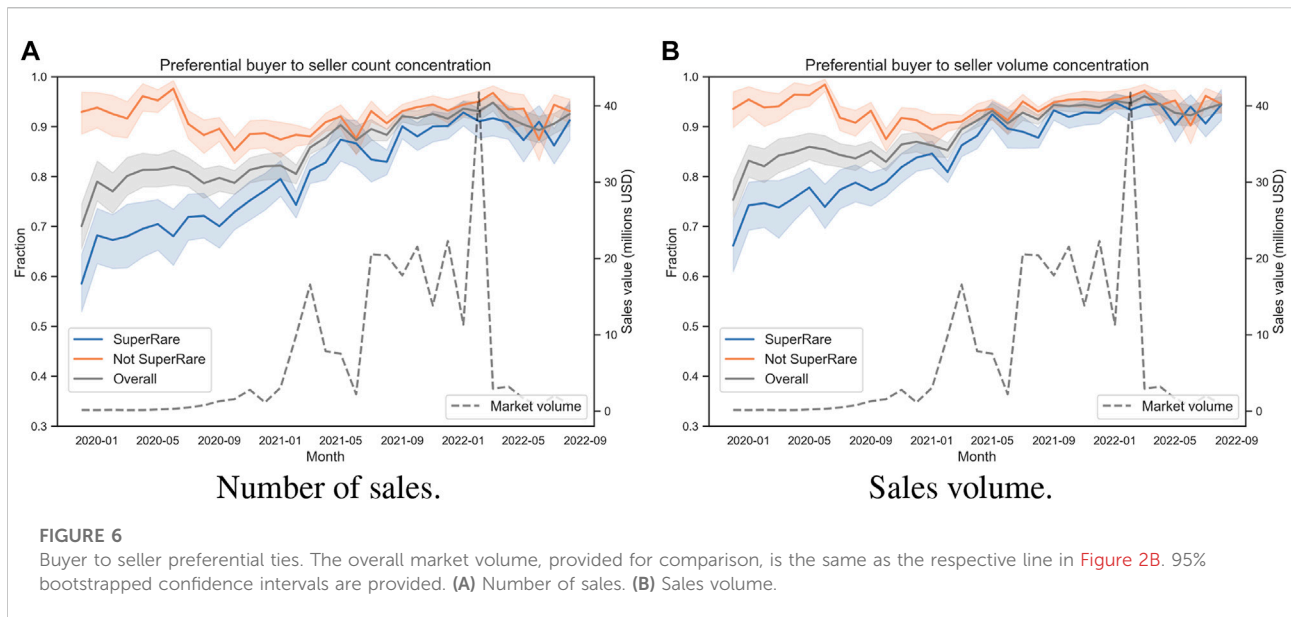 A
Preferential buyer to seller count concentration
1.0
0.9
0.8
0.7
0.6
0.5
0.4
0.3
Fraction
40
30
20
10
0
Sales value (millions USD)
SuperRare
Not SuperRare
Overall
Market volume
2020-01 2020-05 2020-09 2021-01 2021-05 2021-09 2022-01 2022-05 2022-09
Month
Number of sales.
B
Preferential buyer to seller volume concentration
1.0
0.9
0.8
0.7
0.6
0.5
0.4
0.3
Fraction
40
30
20
10
0
Sales value (millions USD)
SuperRare
Not SuperRare
Overall
Market volume
2020-01 2020-05 2020-09 2021-01 2021-05 2021-09 2022-01 2022-05 2022-09
Month
Sales volume.
FIGURE 6
Buyer to seller preferential ties. The overall market volume, provided for comparison, is the same as the respective line in Figure 2B. 95%
bootstrapped confidence intervals are provided. (A) Number of sales. (B) Sales volume.